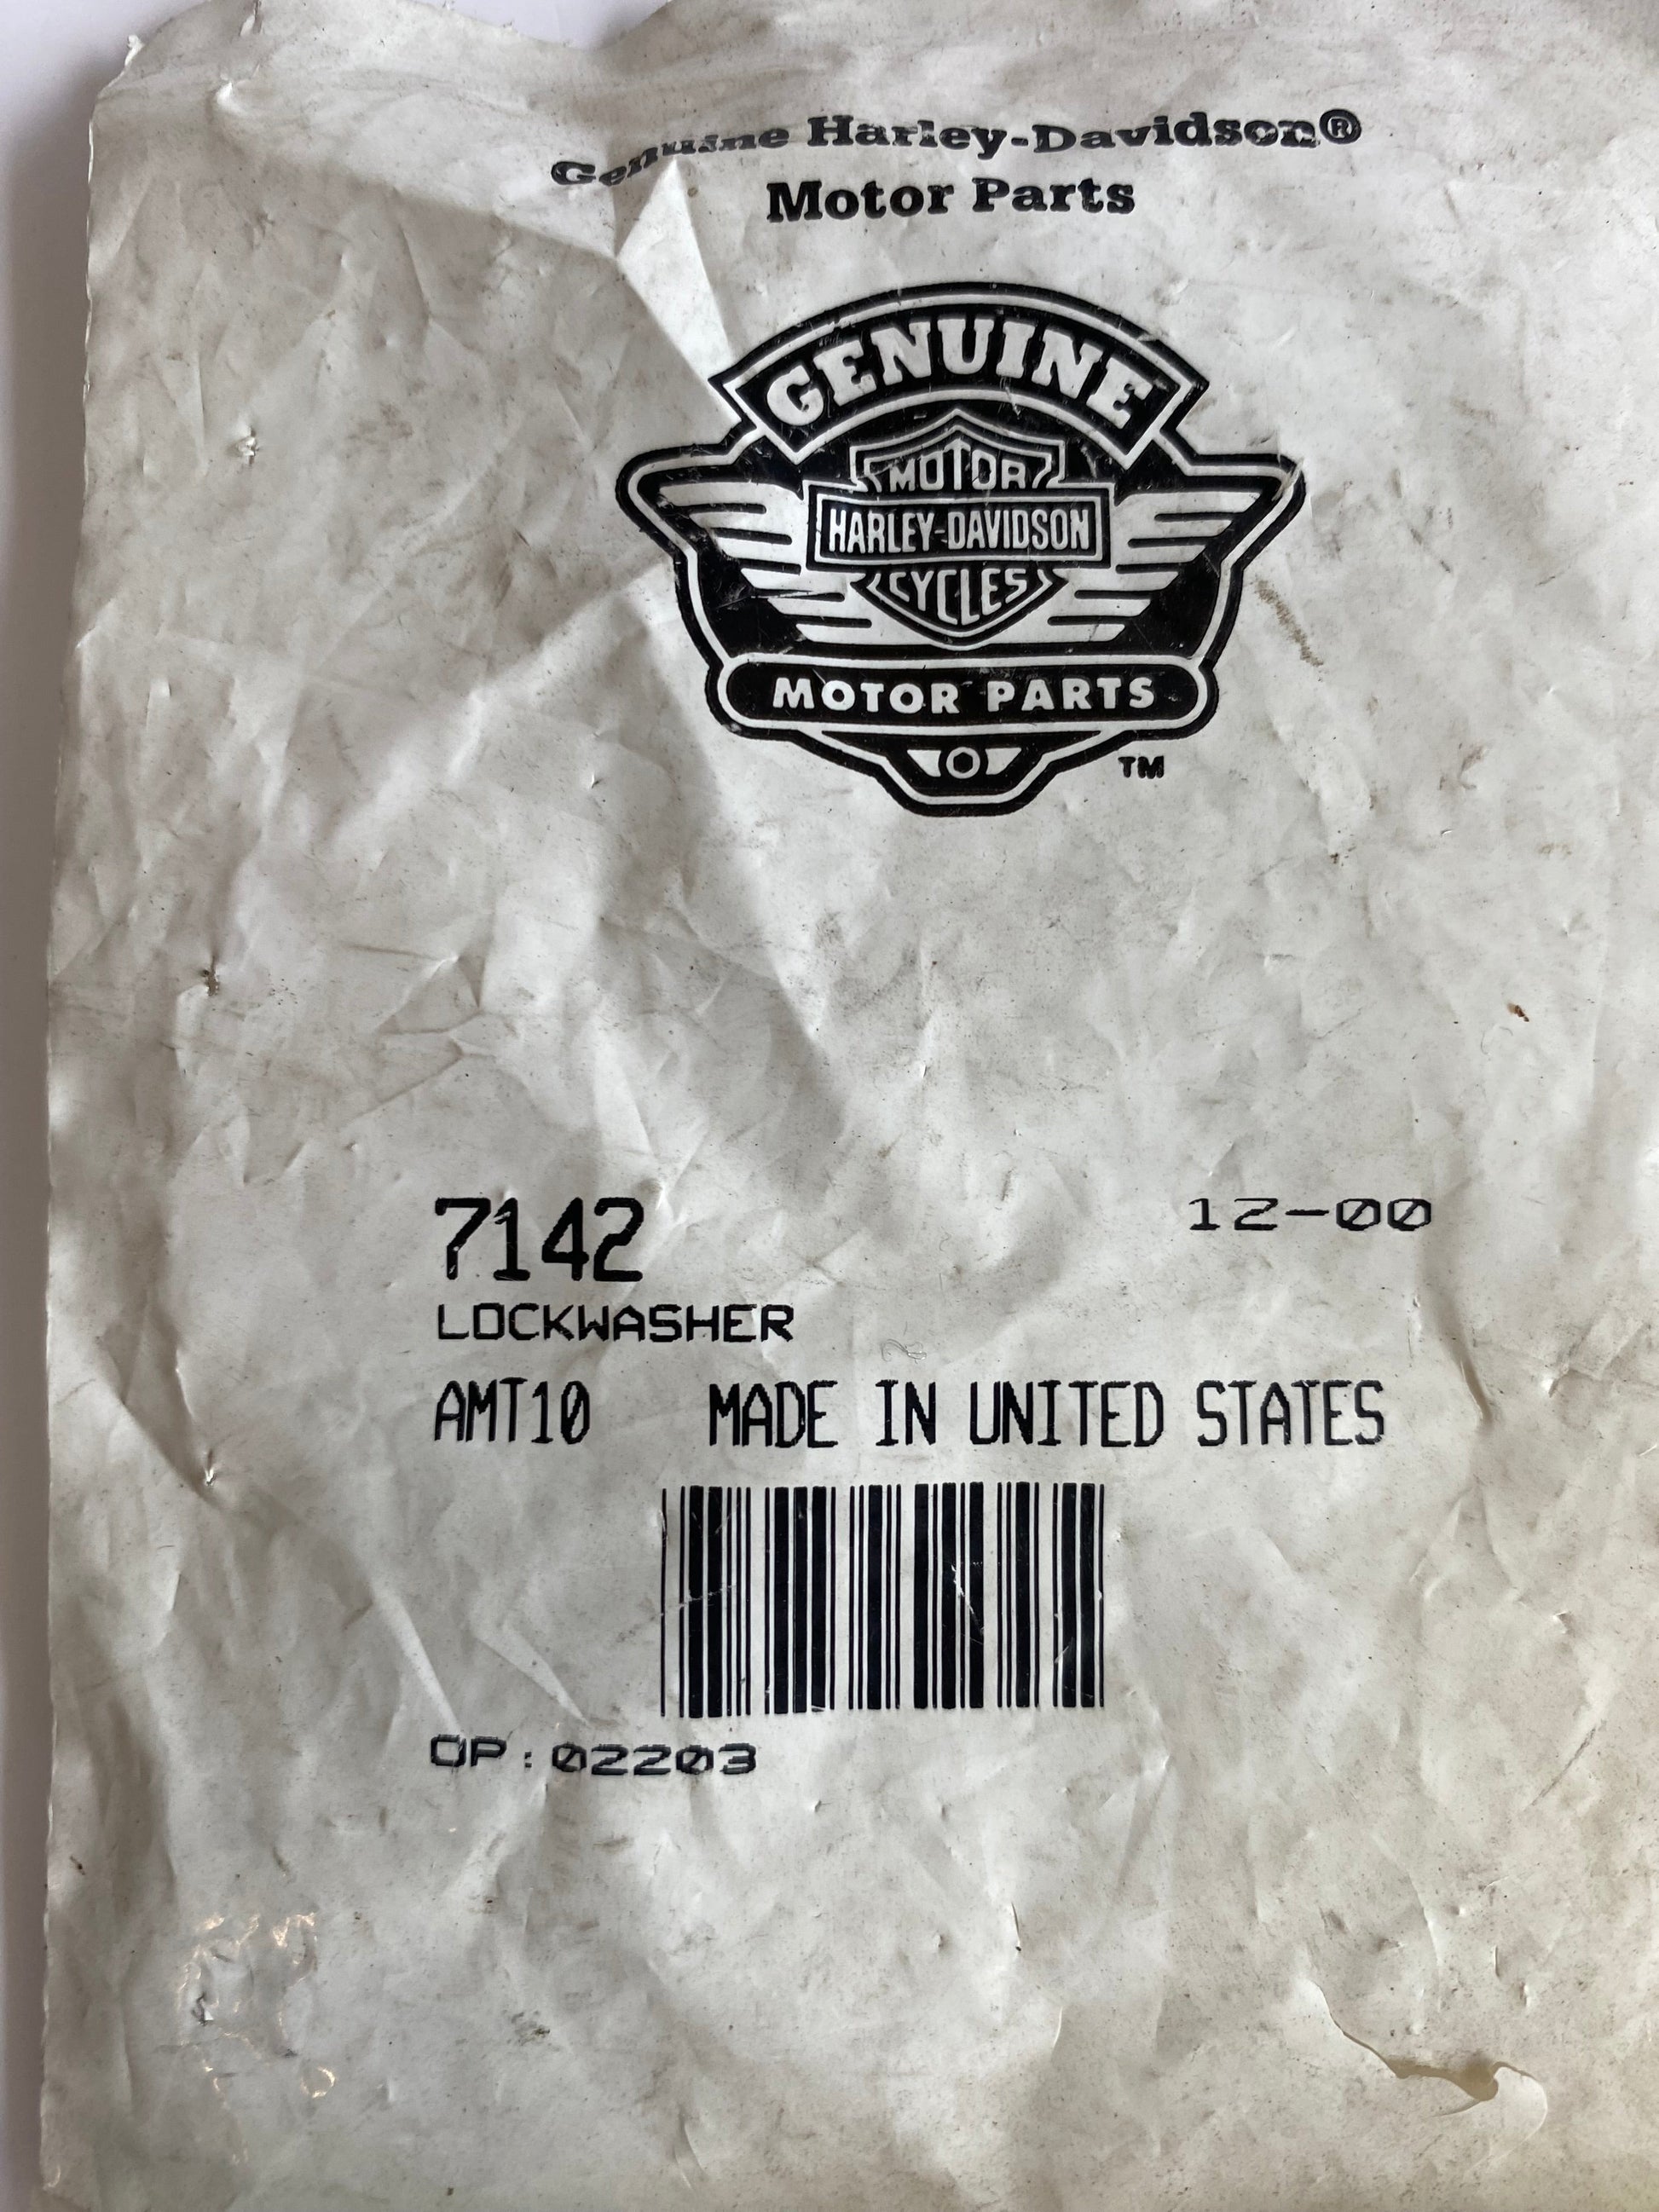 Genuine Harley-Davidson®
Motor Parts
GENUINE
MOTOR
HARLEY-DAVIDSON
CYCLES
MOTOR PARTS
TM
7142 12-00
LOCKWASHER
AMT10 MADE IN UNITED STATES
OP:02203